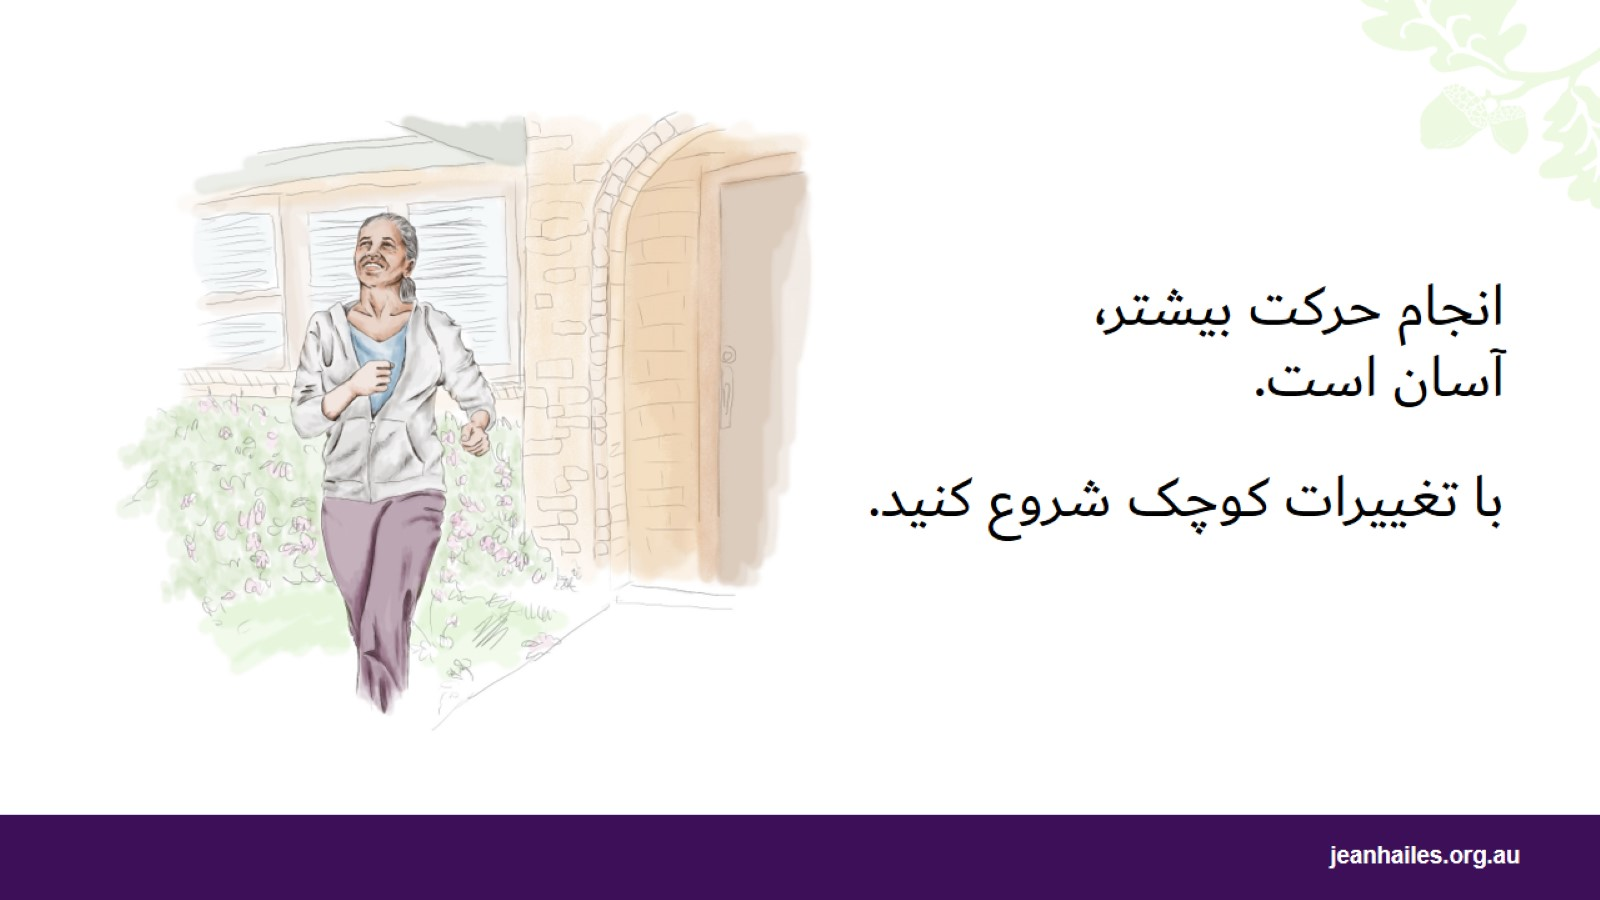 انجام حرکت بیشتر،
آسان است.
با تغییرات کوچک شروع کنید.
jeanhailes.org.au